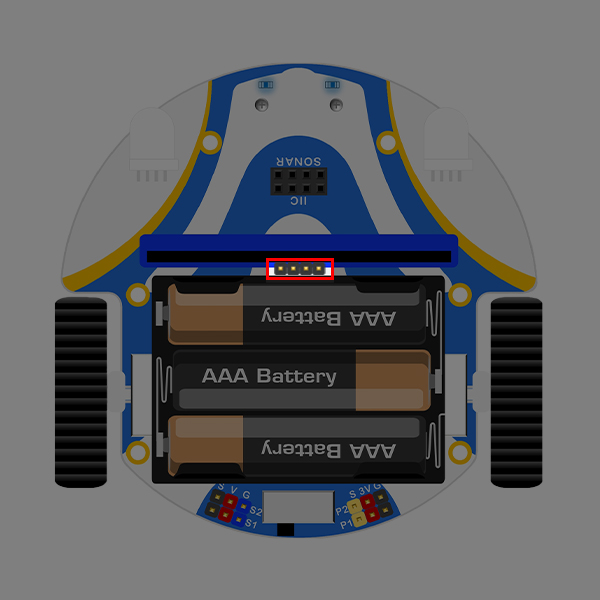 SONAR
IIC
AAA Battery
AAA Battery
AAA Battery
S V G
S2
S1
S 3V G
P2
P1